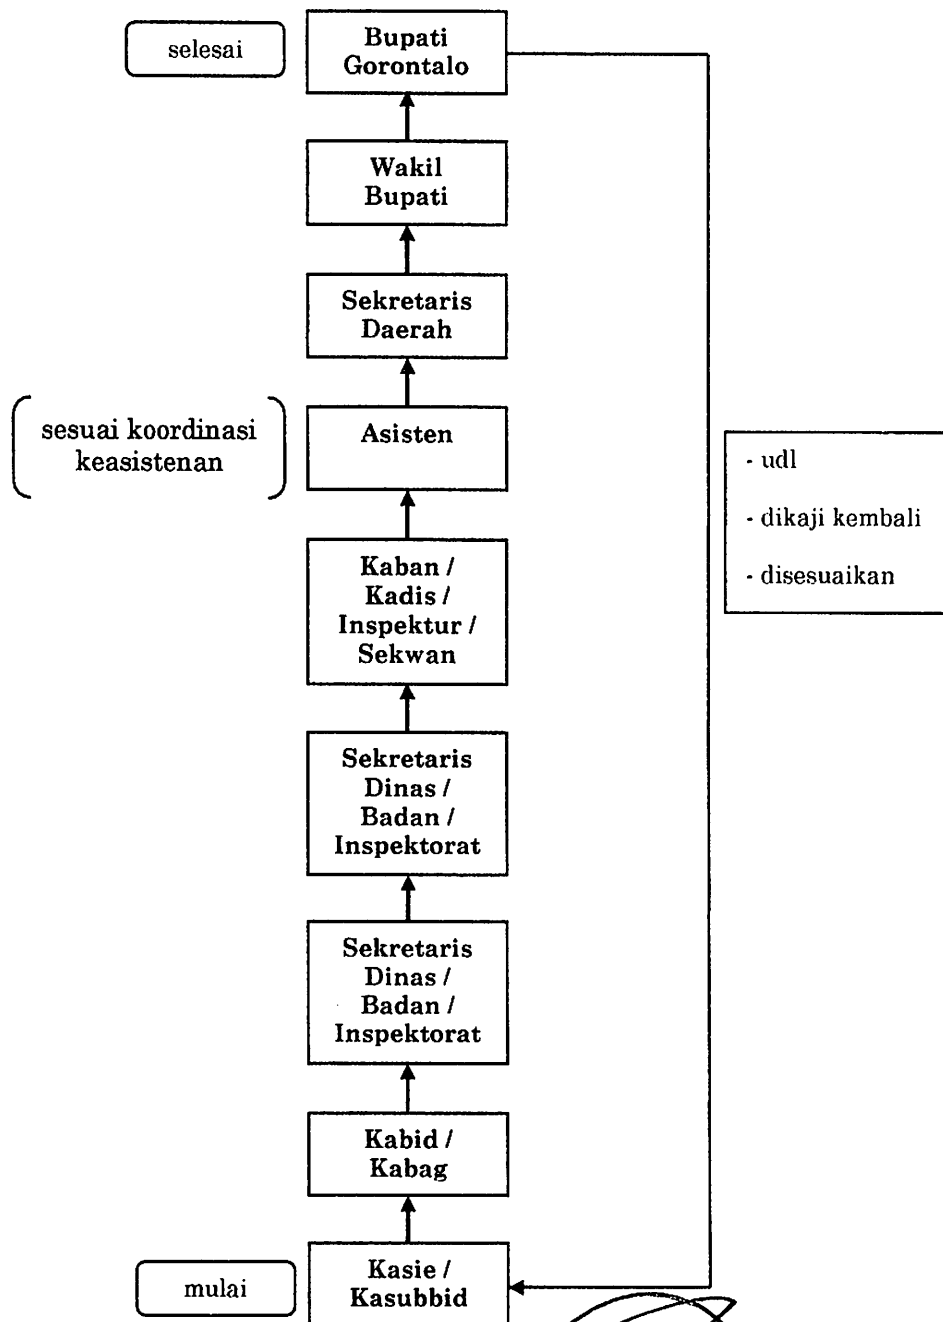 selesai
Bupati
Gorontalo
Wakil
Bupati
Sekretaris
Daerah
sesuai koordinasi
keasistenan
Asisten
- udl
- dikaji kembali
- disesuaikan
Kaban /
Kadis /
Inspektur /
Sekwan
Sekretaris
Dinas /
Badan /
Inspektorat
Sekretaris
Dinas /
Badan /
Inspektorat
Kabid /
Kabag
mulai
Kasie /
Kasubbid